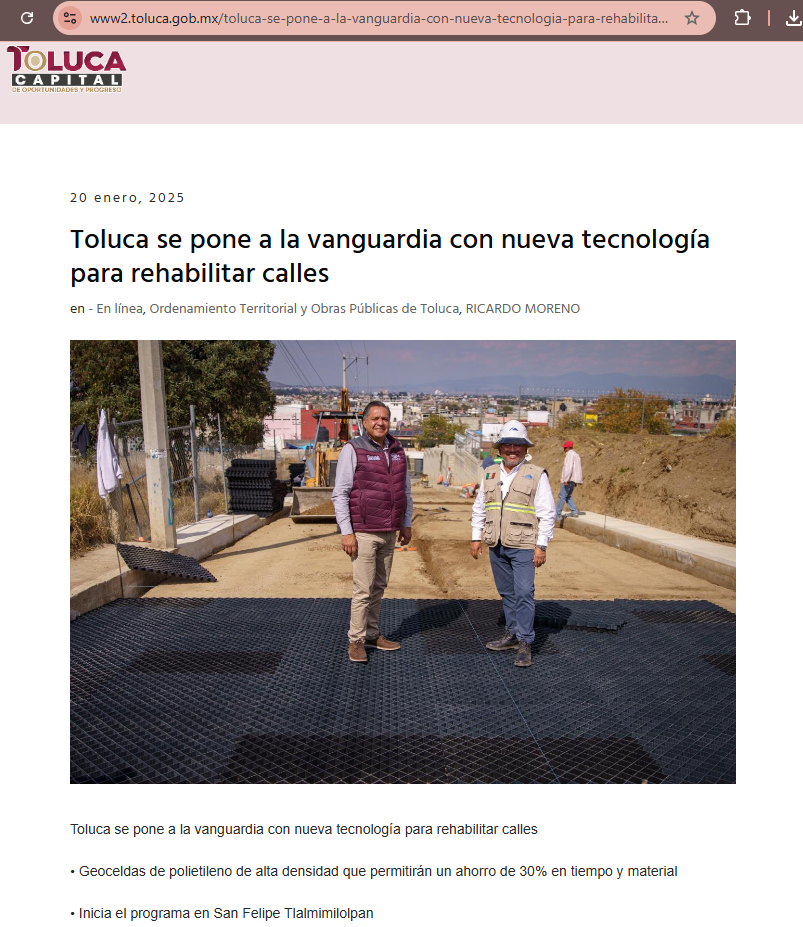 www2.toluca.gob.mx/toluca-se-pone-a-la-vanguardia-con-nueva-tecnologia-para-rehabilita...
TOLUCA
CAPITAL
DE OPORTUNIDADES Y PROGRESO
20 enero, 2025
Toluca se pone a la vanguardia con nueva tecnología
para rehabilitar calles
en - En línea, Ordenamiento Territorial y Obras Públicas de Toluca, RICARDO MORENO
Toluca se pone a la vanguardia con nueva tecnología para rehabilitar calles
• Geoceldas de polietileno de alta densidad que permitirán un ahorro de 30% en tiempo y material
• Inicia el programa en San Felipe Tlalmimilolpan